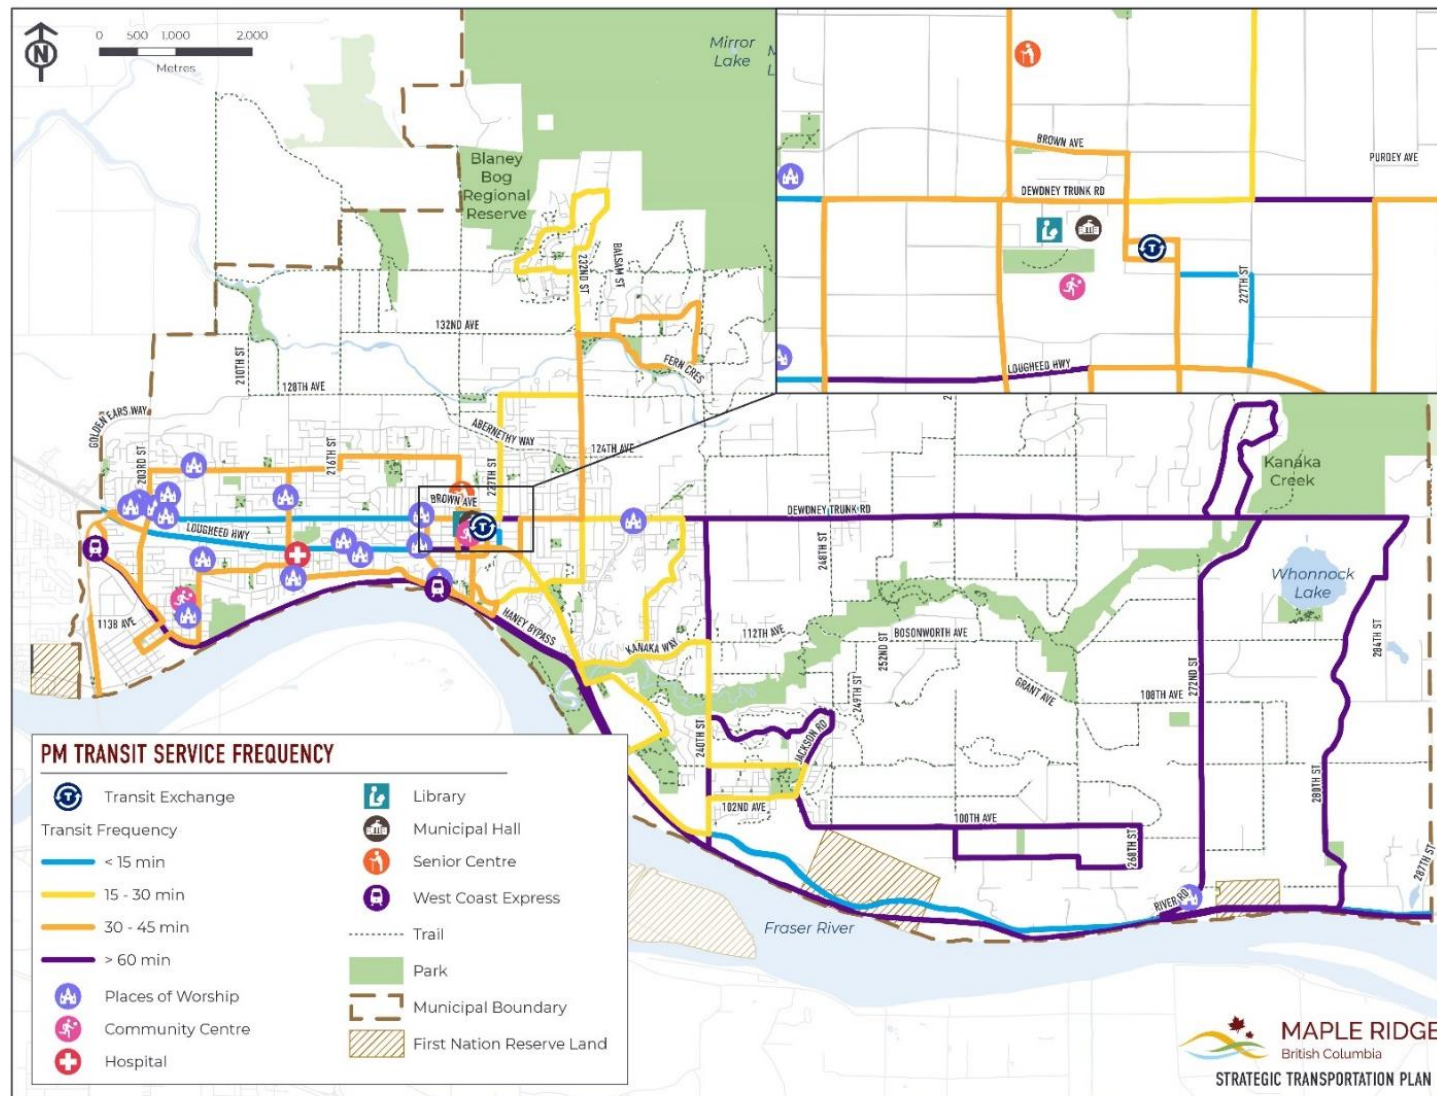 N
0 500 1,000 2,000
Metres
Mirror
Lake
Blaney
Bog
Regional
Reserve
232ND ST
BALSAM ST
132ND AVE
FERN CRES
210TH ST
128TH AVE
GOLDEN EARS WAY
203RD ST
216TH ST
ABERNETHY WAY
124TH AVE
227TH ST
BROWN AVE
LOUGHEED HWY
DEWDNEY TRUNK RD
113B AVE
HANEY BYPASS
KANAKA WAY
112TH AVE
240TH ST
248TH ST
249TH ST
252ND ST
BOSONWORTH AVE
GRANT AVE
108TH AVE
272ND ST
JACKSON RD
102ND AVE
100TH AVE
268TH ST
280TH ST
284TH ST
287TH ST
RIVER RD
Kanaka
Creek
Whonnock
Lake
Fraser River
BROWN AVE
PURDEY AVE
DEWDNEY TRUNK RD
227TH ST
LOUGHEED HWY
PM TRANSIT SERVICE FREQUENCY
Transit Exchange
Transit Frequency
< 15 min
15 - 30 min
30 - 45 min
> 60 min
Places of Worship
Community Centre
Hospital
Library
Municipal Hall
Senior Centre
West Coast Express
Trail
Park
Municipal Boundary
First Nation Reserve Land
MAPLE RIDGE
British Columbia
STRATEGIC TRANSPORTATION PLAN